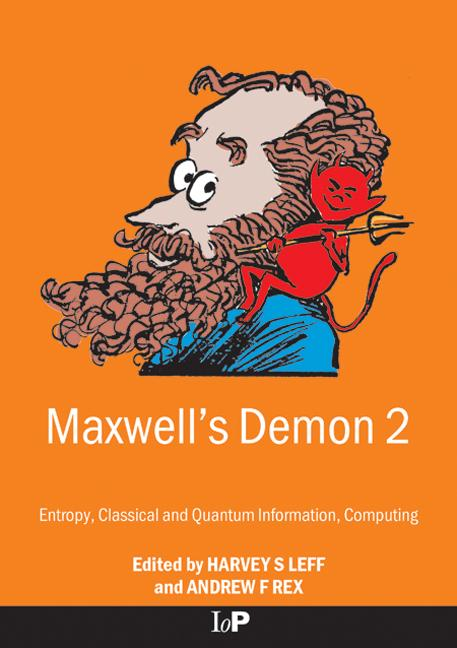 Maxwell's Demon 2
Entropy, Classical and Quantum Information, Computing
Edited by HARVEY S LEFF
and ANDREW F REX
IoP